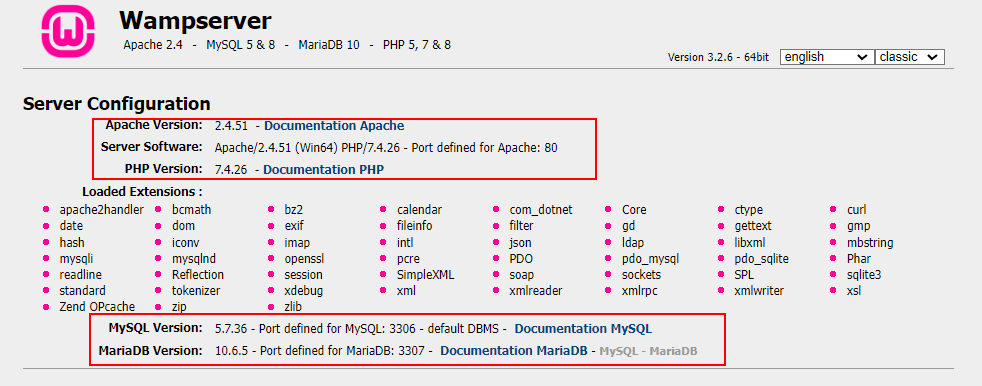 Wampserver
Apache 2.4 - MySQL 5 & 8 - MariaDB 10 - PHP 5, 7 & 8
Version 3.2.6 - 64bit english classic
Server Configuration
Apache Version: 2.4.51 - Documentation Apache
Server Software: Apache/2.4.51 (Win64) PHP/7.4.26 - Port defined for Apache: 80
PHP Version: 7.4.26 - Documentation PHP
Loaded Extensions :
apache2handler bcmath bz2 calendar com_dotnet Core ctype curl
date dom exif fileinfo filter gd gettext gmp
hash iconv imap intl json ldap libxml mbstring
mysqli mysqlnd openssl pcre PDO pdo_mysql pdo_sqlite Phar
readline Reflection session SimpleXML soap sockets SPL sqlite3
standard tokenizer xdebug xml xmlreader xmlrpc xmlwriter xsl
Zend OPcache zip zlib
MySQL Version: 5.7.36 - Port defined for MySQL: 3306 - default DBMS - Documentation MySQL
MariaDB Version: 10.6.5 - Port defined for MariaDB: 3307 - Documentation MariaDB - MySQL - MariaDB